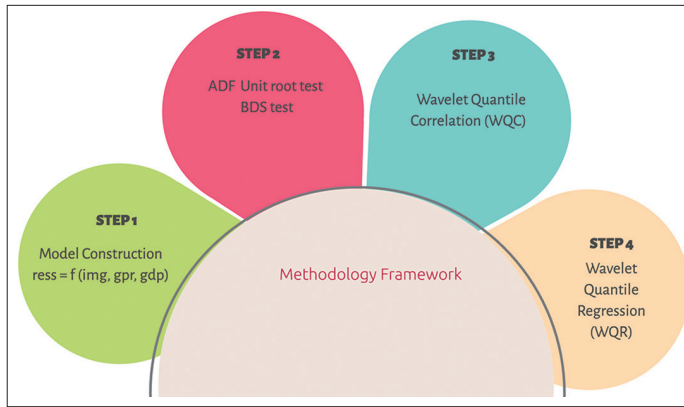 STEP 1
Model Construction
ress = f (img, gpr, gdp)
STEP 2
ADF Unit root test
BDS test
STEP 3
Wavelet Quantile
Correlation (WQC)
STEP 4
Wavelet
Quantile
Regression
(WQR)
Methodology Framework